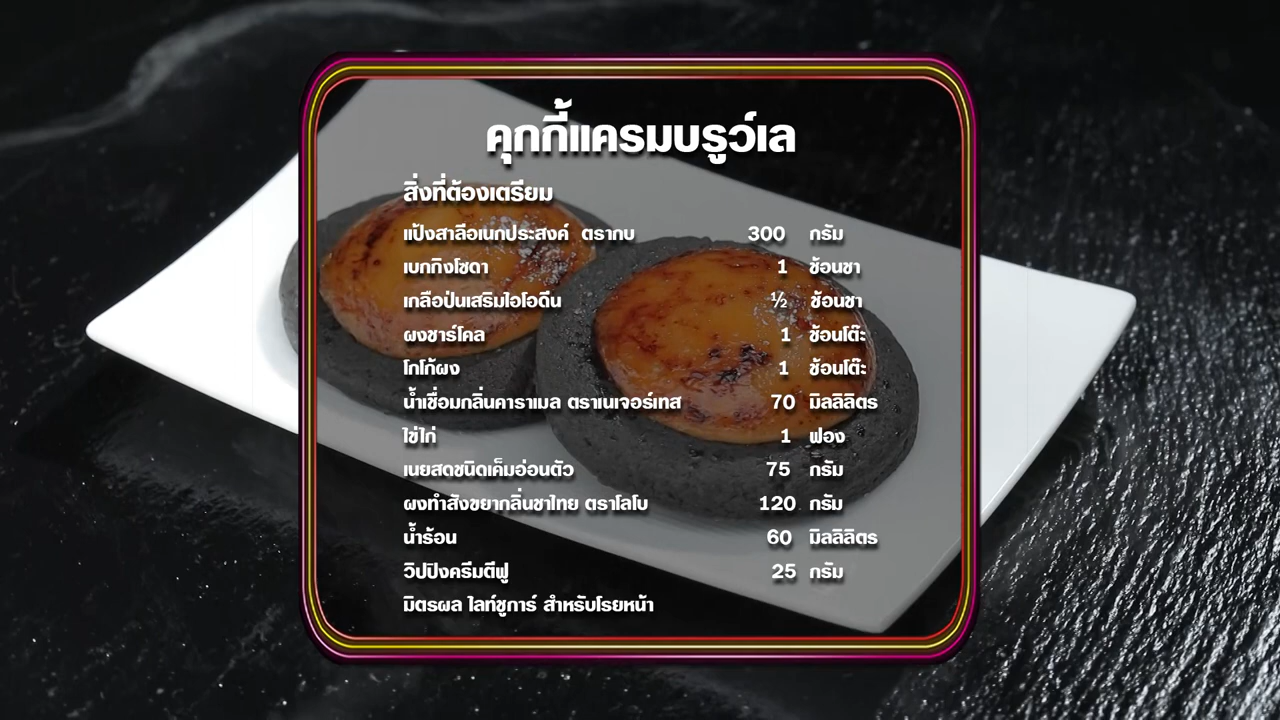 คุกกี้แครมบรูว์เล
สิ่งที่ต้องเตรียม
แป้งสาลีอเนกประสงค์ ตรากบ 300 กรัม
เบกกิงโซดา 1 ช้อนชา
เกลือป่นเสริมไอโอดีน ½ ช้อนชา
ผงชาร์โคล 1 ช้อนโต๊ะ
โกโก้ผง 1 ช้อนโต๊ะ
น้ำเชื่อมกลิ่นคาราเมล ตราเนเจอร์เทส 70 มิลลิลิตร
ไข่ไก่ 1 ฟอง
เนยสดชนิดเค็มอ่อนตัว 75 กรัม
ผงทำสังขยากลิ่นชาไทย ตราโลโบ 120 กรัม
น้ำร้อน 60 มิลลิลิตร
วิปปิงครีมตีฟู 25 กรัม
มิตรผล ไลท์ชูการ์ สำหรับโรยหน้า